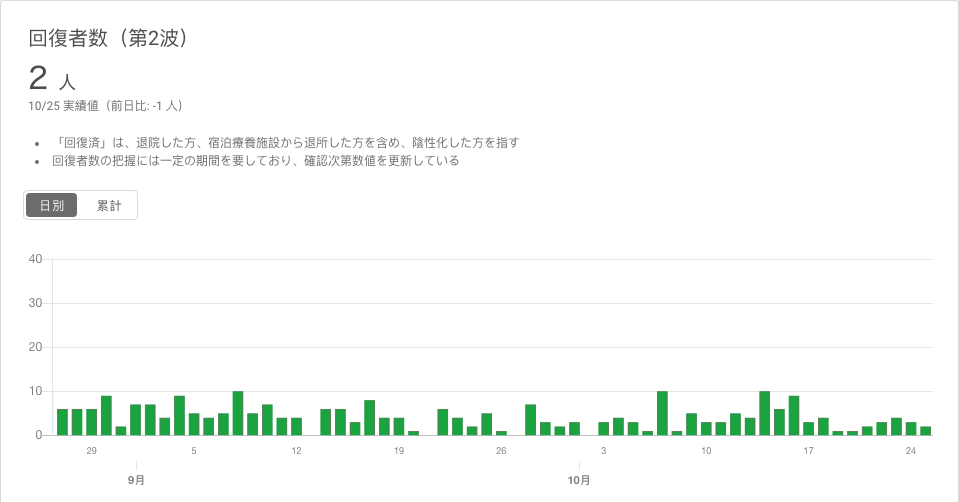 回復者数（第2波）
2 人
10/25 実績値（前日比: -1 人）
「回復済」は、退院した方、宿泊療養施設から退所した方を含め、陰性化した方を指す
回復者数の把握には一定の期間を要しており、確認次第数値を更新している
日別 累計
40
30
20
10
0
29 5 12 19 26 3 10 17 24
9月 10月